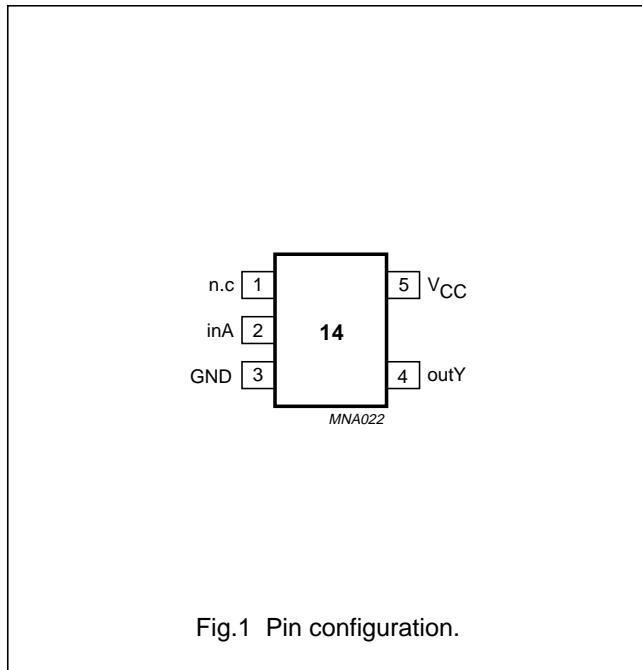 n.c 1 5 VCC
inA 2 14
GND 3 4 outY
MNA022
Fig.1 Pin configuration.